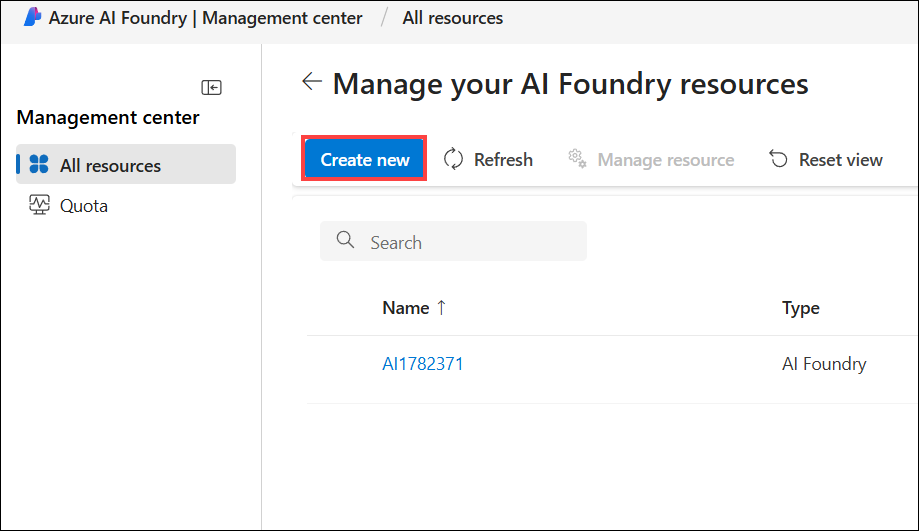 Azure AI Foundry | Management center / All resources
Management center
All resources
Quota
Manage your AI Foundry resources
Create new Refresh Manage resource Reset view
Search
Name ↑ Type
AI1782371 AI Foundry